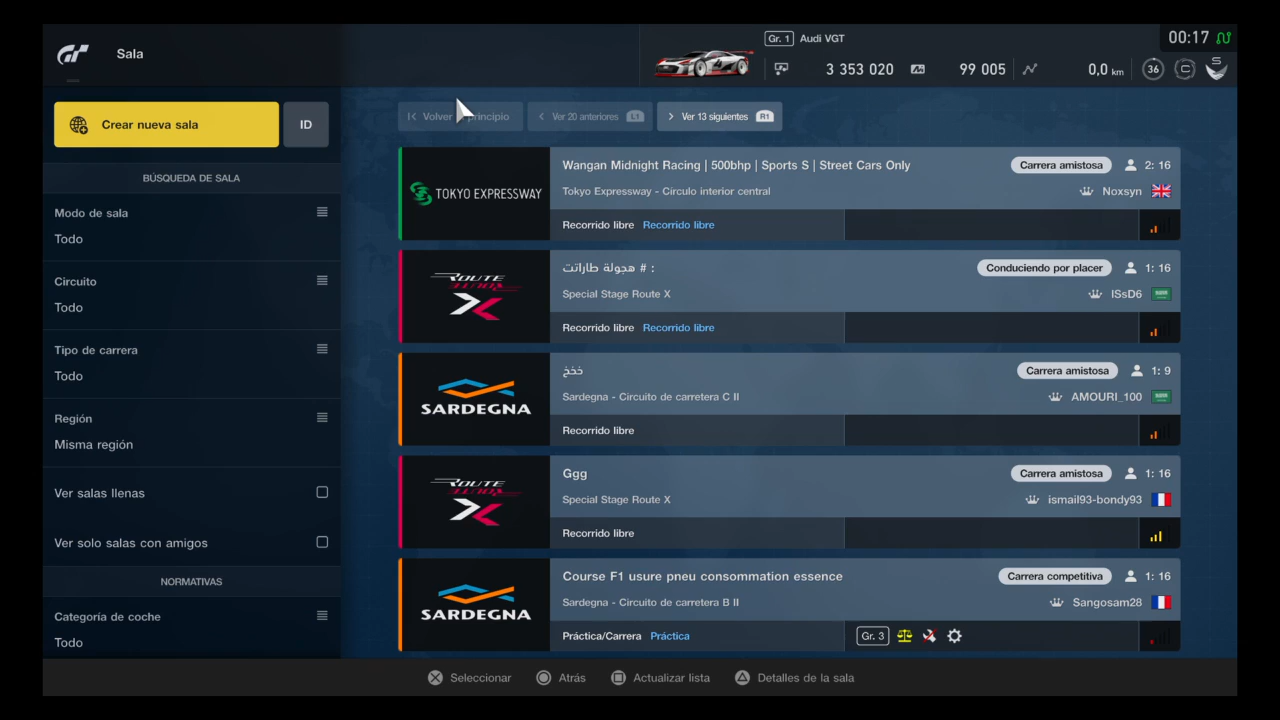 Sala
Gr. 1 Audi VGT
00:17
3 353 020
99 005
0,0 km
36
Crear nueva sala
ID
BÚSQUEDA DE SALA
Modo de sala
Todo
Circuito
Todo
Tipo de carrera
Todo
Región
Misma región
Ver salas llenas
Ver solo salas con amigos
NORMATIVAS
Categoría de coche
Todo
Volver principio
Ver 20 anteriores L1
Ver 13 siguientes R1
TOKYO EXPRESSWAY
Wangan Midnight Racing | 500bhp | Sports S | Street Cars Only
Carrera amistosa
2: 16
Tokyo Expressway - Círculo interior central
Noxsyn
Recorrido libre Recorrido libre
ROUTE X
: # هجولة طاراتت
Conduciendo por placer
1: 16
Special Stage Route X
ISsD6
Recorrido libre Recorrido libre
SARDEGNA
خخخ
Carrera amistosa
1: 9
Sardegna - Circuito de carretera C II
AMOURI_100
Recorrido libre
ROUTE X
Ggg
Carrera amistosa
1: 16
Special Stage Route X
ismail93-bondy93
Recorrido libre
SARDEGNA
Course F1 usure pneu consommation essence
Carrera competitiva
1: 16
Sardegna - Circuito de carretera B II
Sangosam28
Práctica/Carrera Práctica
Gr. 3
Seleccionar
Atrás
Actualizar lista
Detalles de la sala